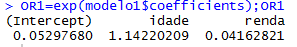 > OR1=exp(modelo1$coefficients);OR1
(Intercept)      idade      renda
 0.05297680 1.14220209 0.04162821